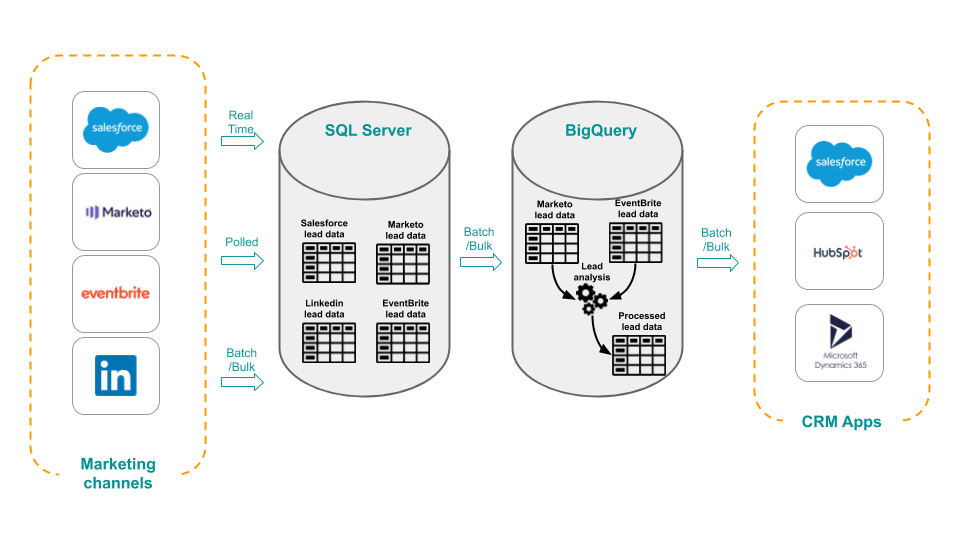 salesforce
Marketo
eventbrite
in
Marketing
channels
Real
Time
Polled
Batch
/Bulk
SQL Server
Salesforce
lead data
Marketo
lead data
Linkedin
lead data
EventBrite
lead data
Batch
/Bulk
BigQuery
Marketo
lead data
EventBrite
lead data
Lead
analysis
Processed
lead data
Batch
/Bulk
salesforce
HubSpot
Microsoft
Dynamics 365
CRM Apps